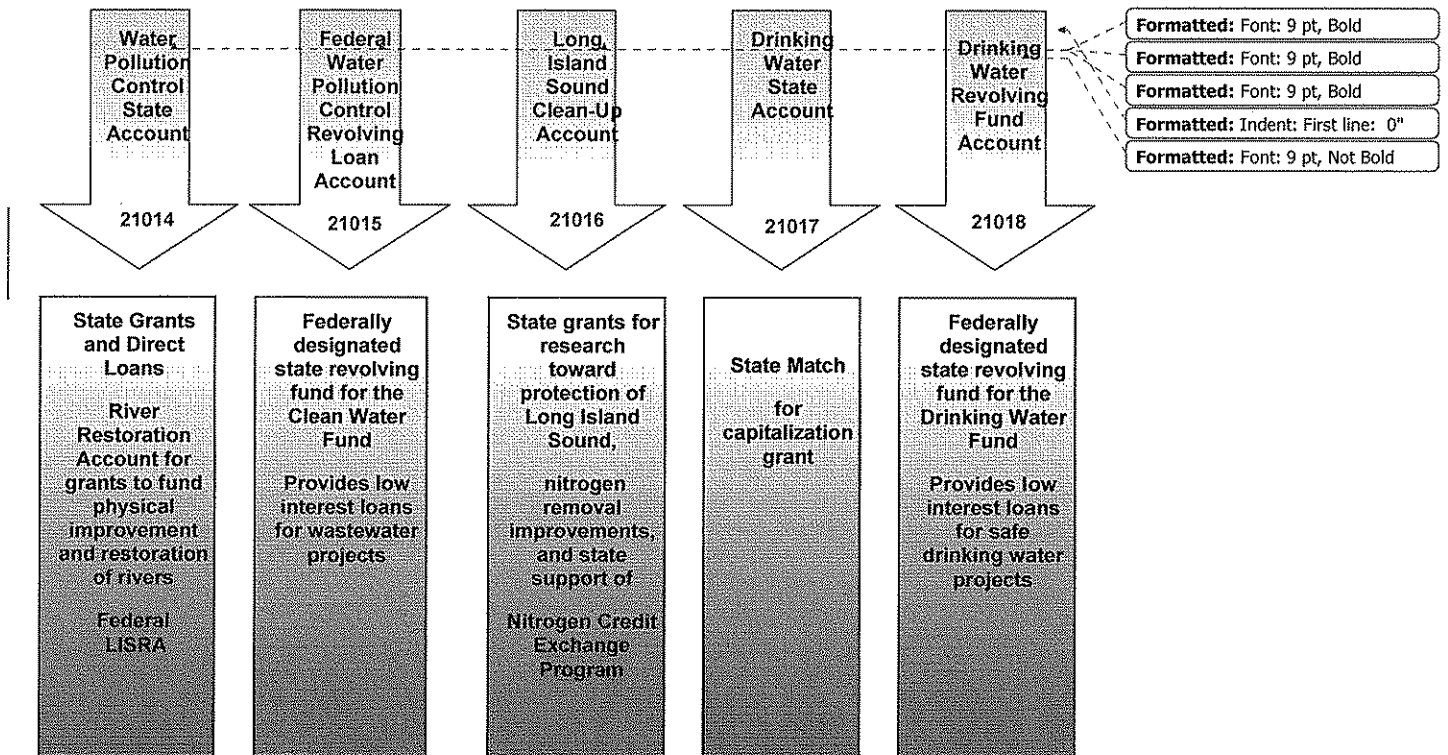 Water
Pollution
Control
State
Account
21014
Federal
Water
Pollution
Control
Revolving
Loan
Account
21015
Long
Island
Sound
Clean-Up
Account
21016
Drinking
Water
State
Account
21017
Drinking
Water
Revolving
Fund
Account
21018
Formatted: Font: 9 pt, Bold
Formatted: Font: 9 pt, Bold
Formatted: Font: 9 pt, Bold
Formatted: Indent: First line: 0"
Formatted: Font: 9 pt, Not Bold
State Grants
and Direct
Loans
River
Restoration
Account for
grants to fund
physical
improvement
and restoration
of rivers
Federal
LISRA
Federally
designated
state revolving
fund for the
Clean Water
Fund
Provides low
interest loans
for wastewater
projects
State grants for
research
toward
protection of
Long Island
Sound,
nitrogen
removal
improvements,
and state
support of
Nitrogen Credit
Exchange
Program
State Match
for
capitalization
grant
Federally
designated
state revolving
fund for the
Drinking Water
Fund
Provides low
interest loans
for safe
drinking water
projects